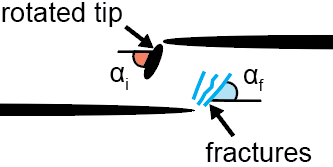 rotated tip
αi
αf
fractures